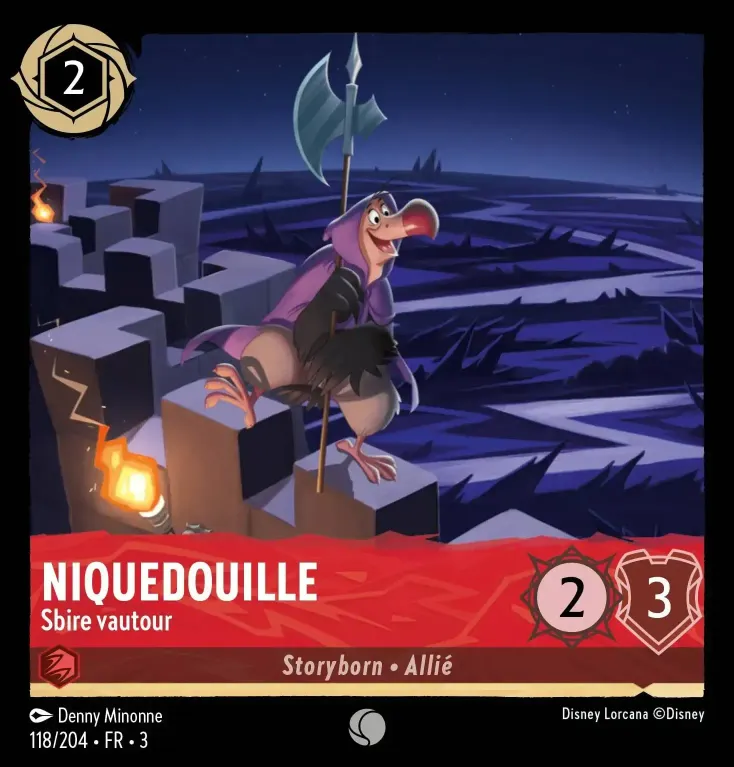 2
NIQUEDOUILLE
Sbire vautour
2 3
Storyborn • Allié
Denny Minonne
Disney Lorcana ©Disney
118/204 • FR • 3